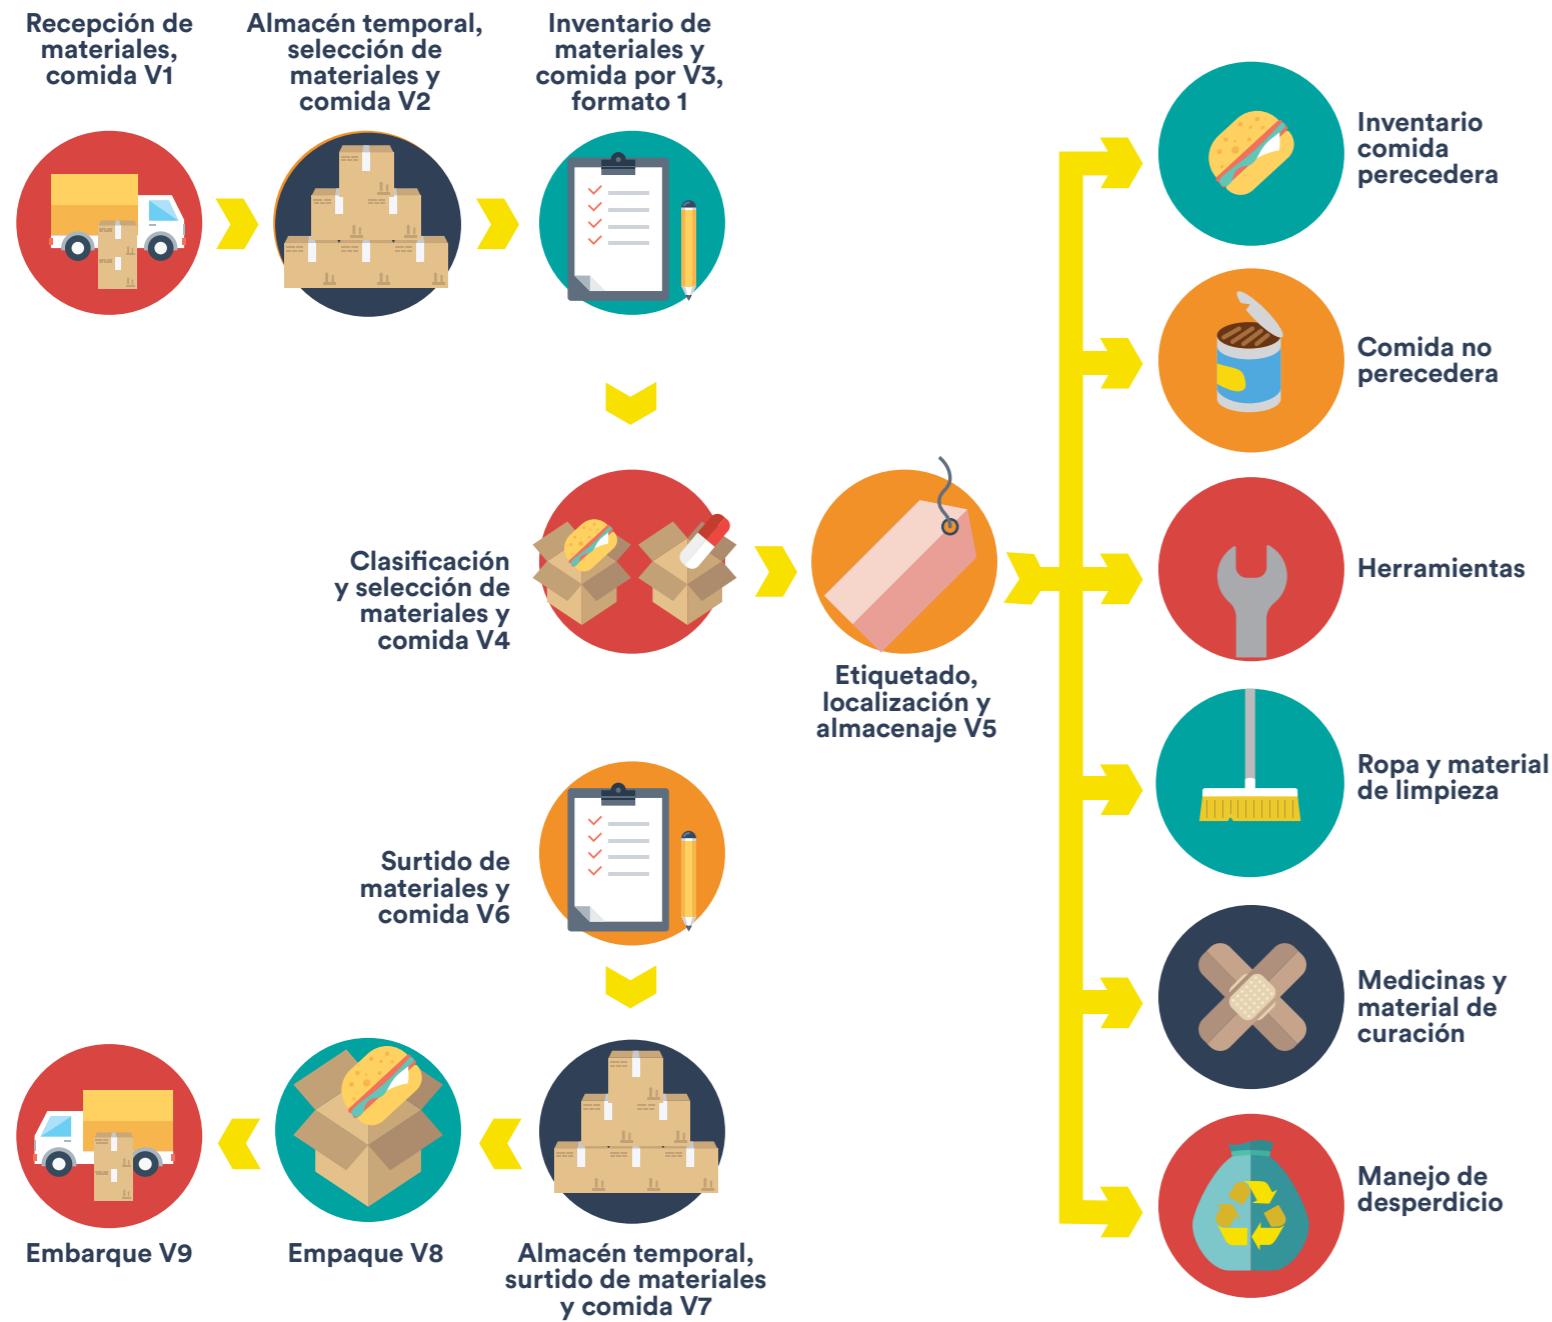 Recepción de
materiales,
comida V1
Almacén temporal,
selección de
materiales y
comida V2
Inventario de
materiales y
comida por V3,
formato 1
Inventario
comida
perecedera
Comida no
perecedera
Clasificación
y selección de
materiales y
comida V4
Etiquetado,
localización y
almacenaje V5
Herramientas
Ropa y material
de limpieza
Surtido de
materiales y
comida V6
Medicinas y
material de
curación
Manejo de
desperdicio
Embarque V9
Empaque V8
Almacén temporal,
surtido de materiales
y comida V7